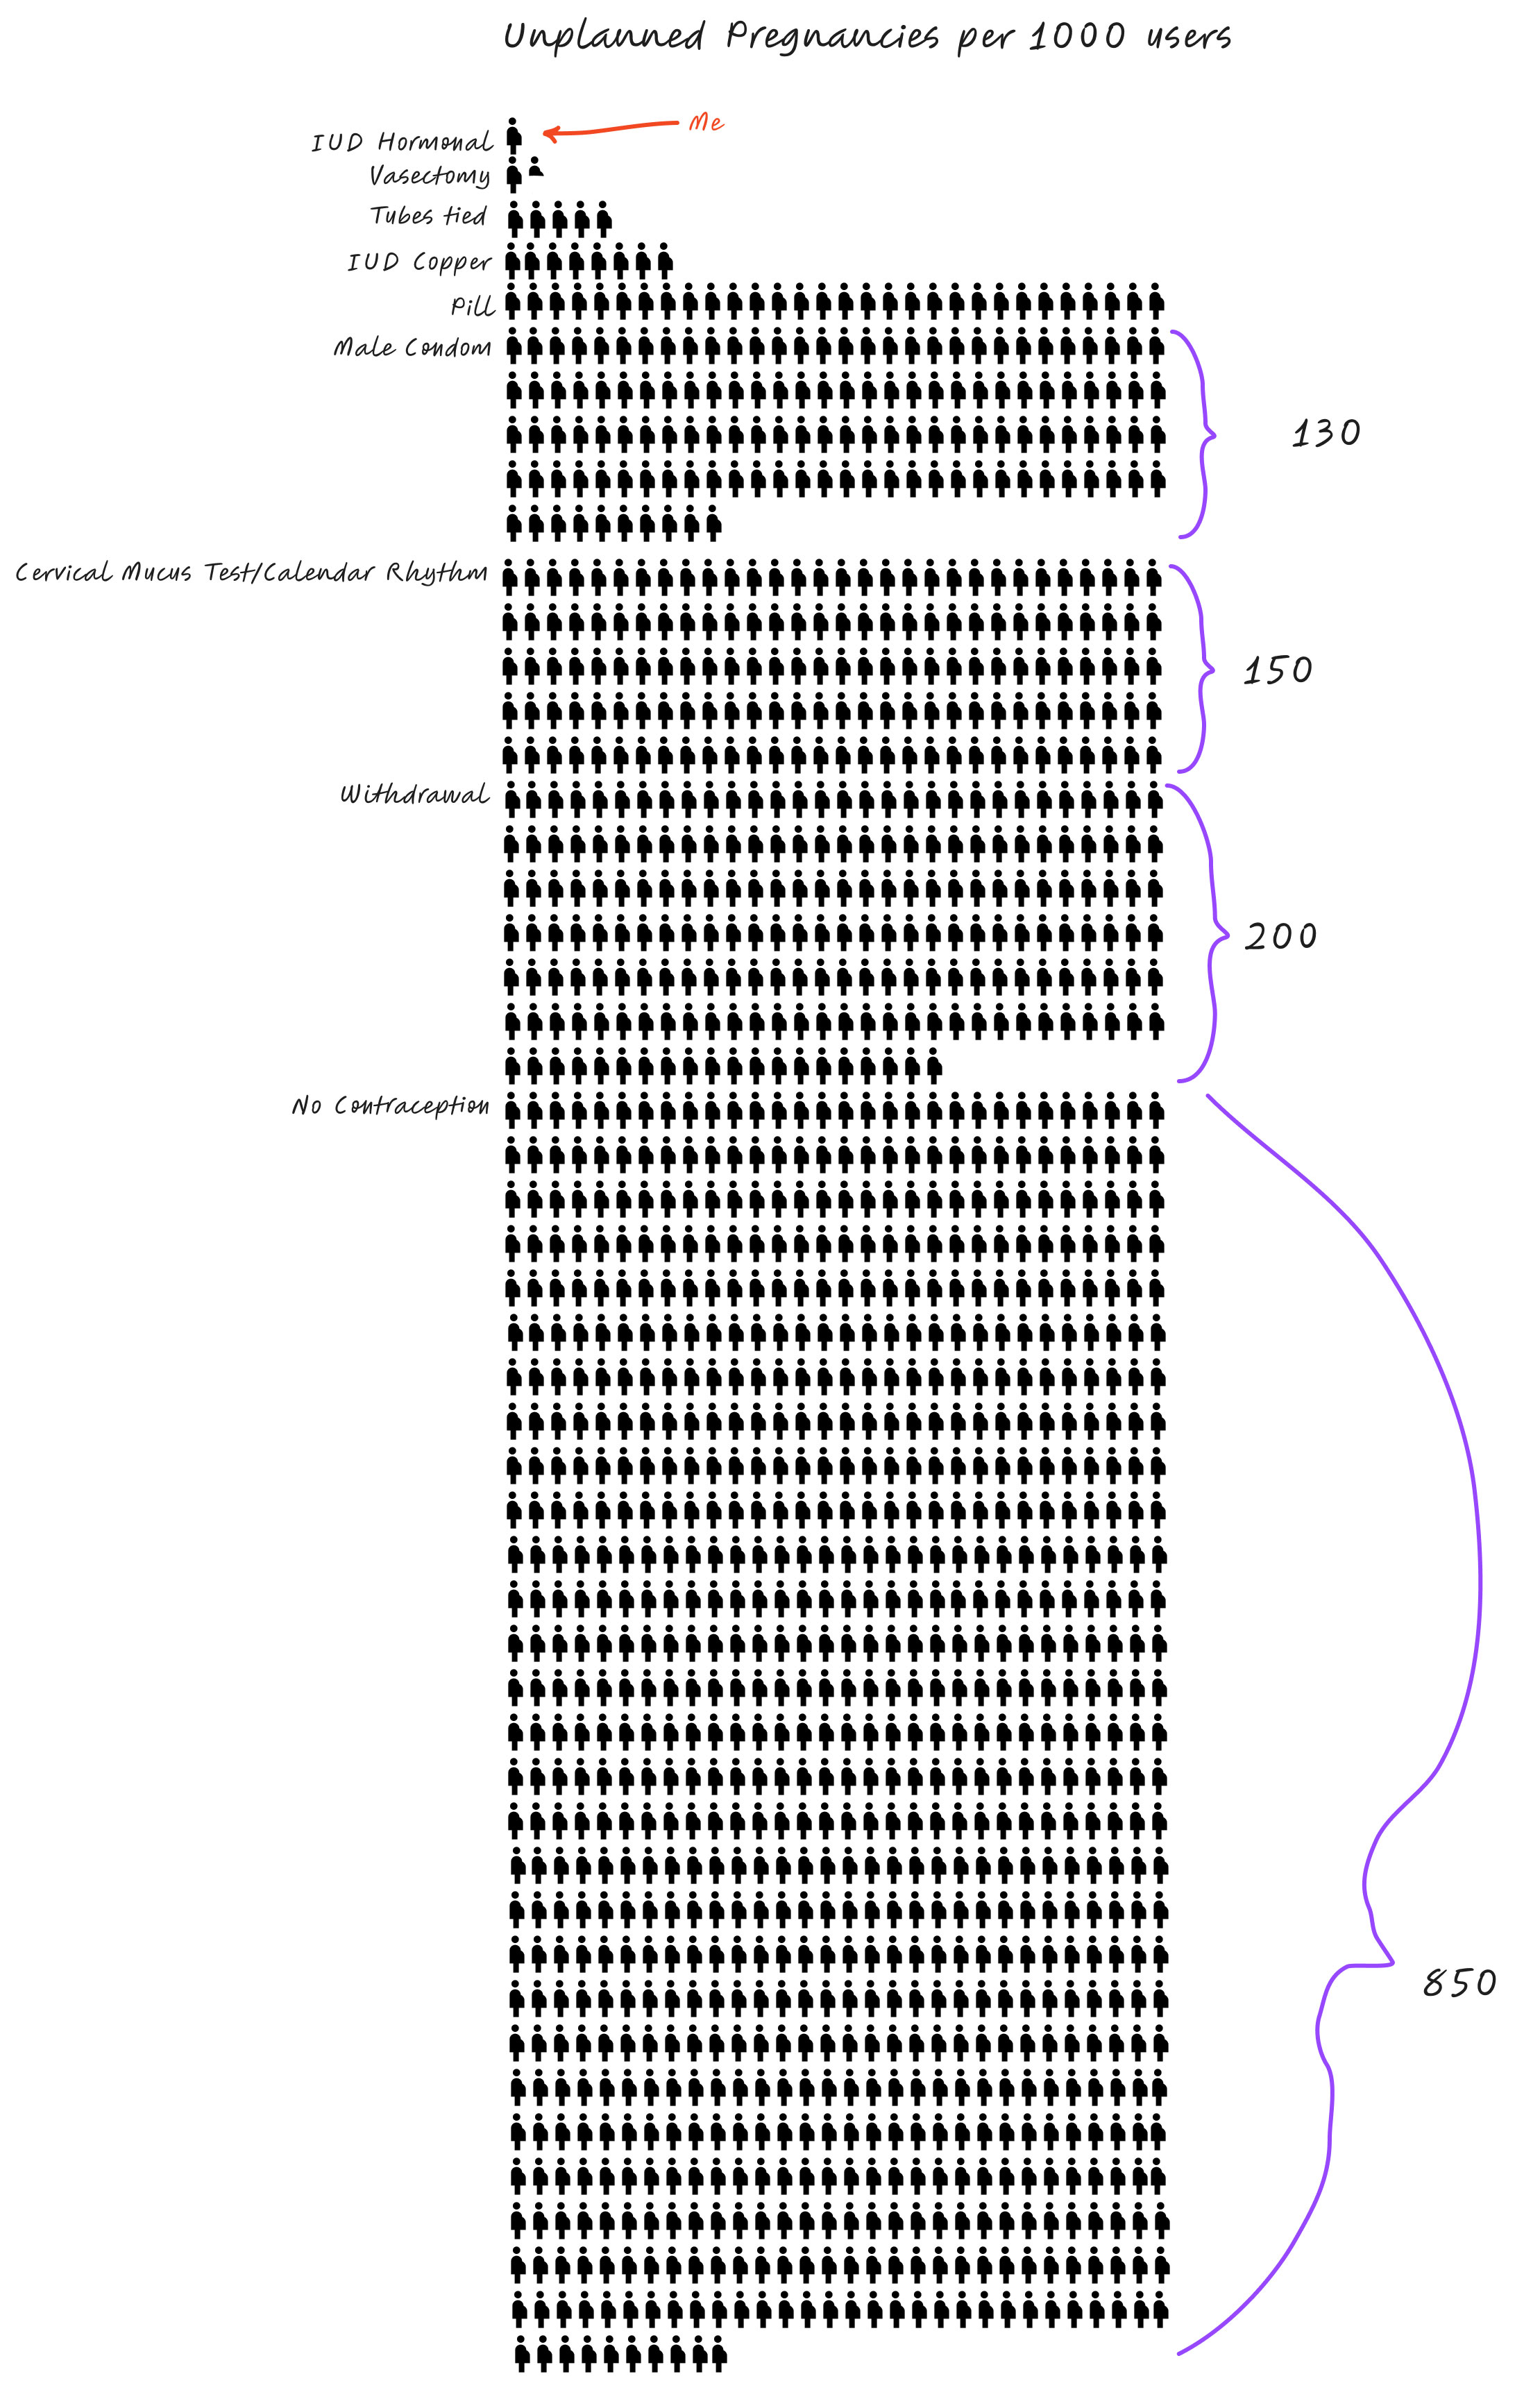 Unplanned Pregnancies per 1000 users
IUD Hormonal
Me
Vasectomy
Tubes tied
IUD Copper
Pill
Male Condom
130
Cervical Mucus Test/Calendar Rhythm
150
Withdrawal
200
No Contraception
850